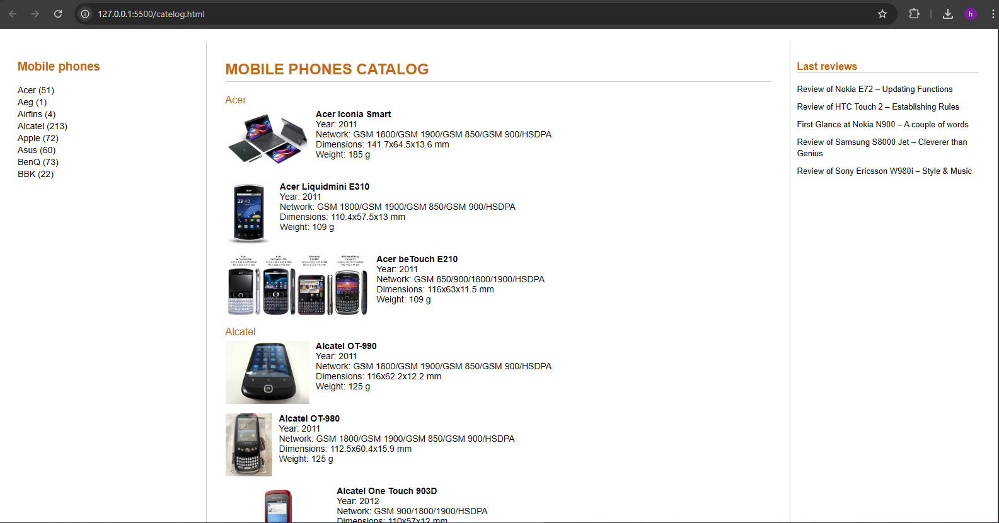 127.0.0.1:5500/catelog.html
h
Mobile phones
Acer (51)
Aeg (1)
Airfins (4)
Alcatel (213)
Apple (72)
Asus (60)
BenQ (73)
BBK (22)
MOBILE PHONES CATALOG
Acer
Acer Iconia Smart
Year: 2011
Network: GSM 1800/GSM 1900/GSM 850/GSM 900/HSDPA
Dimensions: 141.7x64.5x13.6 mm
Weight: 185 g
Acer Liquidmini E310
Year: 2011
Network: GSM 1800/GSM 1900/GSM 850/GSM 900/HSDPA
Dimensions: 110.4x57.5x13 mm
Weight: 109 g
Acer beTouch E210
Year: 2011
Network: GSM 850/900/1800/1900/HSDPA
Dimensions: 116x63x11.5 mm
Weight: 109 g
Alcatel
Alcatel OT-990
Year: 2011
Network: GSM 1800/GSM 1900/GSM 850/GSM 900/HSDPA
Dimensions: 116x62.2x12.2 mm
Weight: 125 g
Alcatel OT-980
Year: 2011
Network: GSM 1800/GSM 1900/GSM 850/GSM 900/HSDPA
Dimensions: 112.5x60.4x15.9 mm
Weight: 125 g
Alcatel One Touch 903D
Year: 2012
Network: GSM 900/1800/1900/HSDPA
Dimensions: 110x57x12 mm
Last reviews
Review of Nokia E72 – Updating Functions
Review of HTC Touch 2 – Establishing Rules
First Glance at Nokia N900 – A couple of words
Review of Samsung S8000 Jet – Cleverer than
Genius
Review of Sony Ericsson W980i – Style & Music